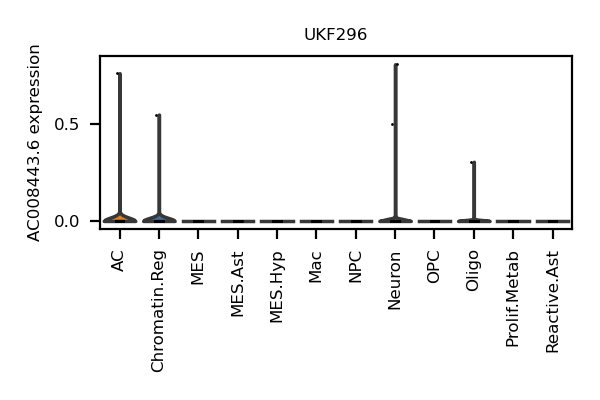 UKF296
AC008443.6 expression
0.5
0.0
AC
Chromatin.Reg
MES
MES.Ast
MES.Hyp
Mac
NPC
Neuron
OPC
Oligo
Prolif.Metab
Reactive.Ast